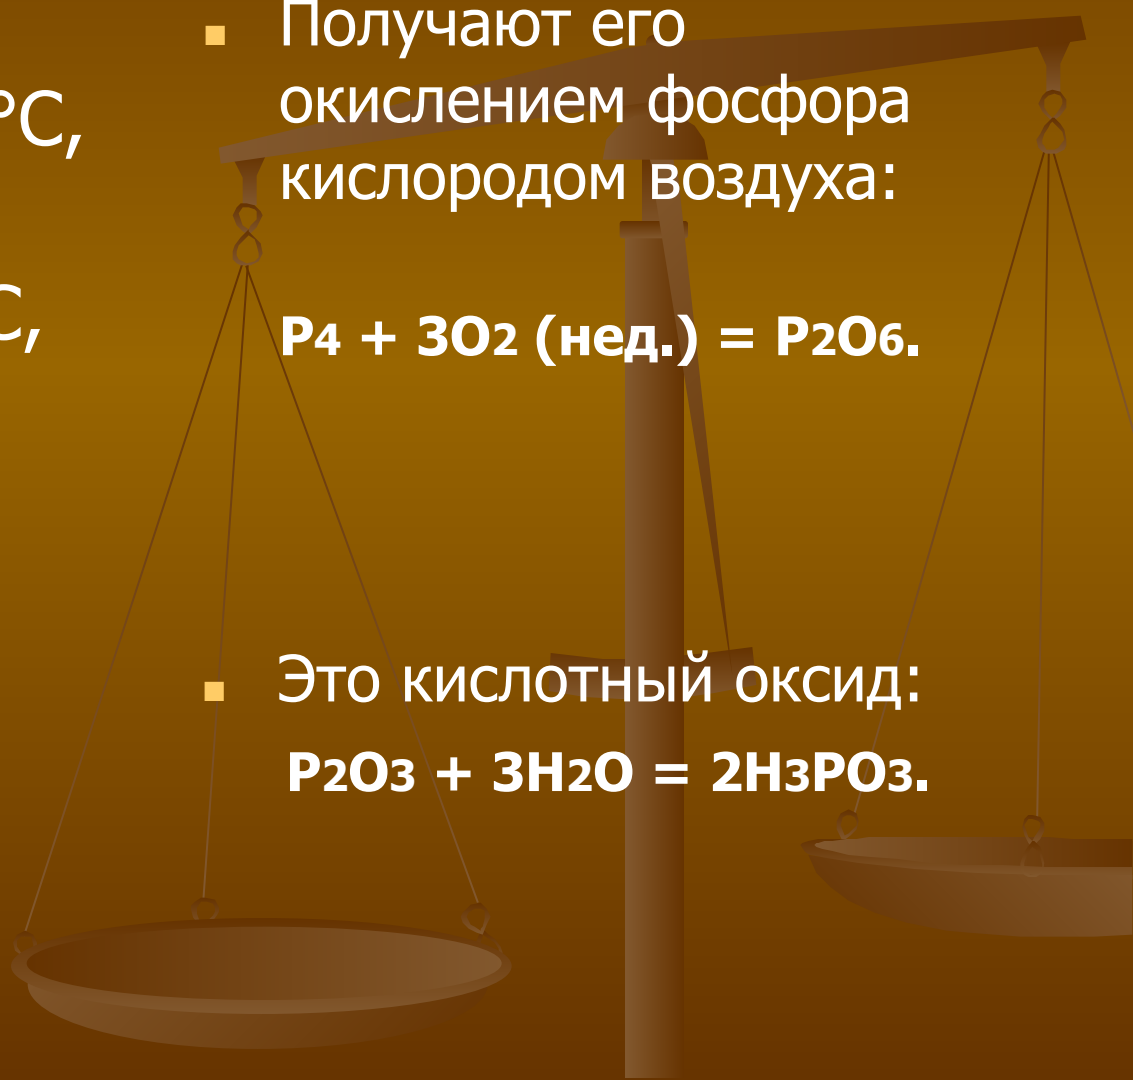 °C,
C,
Получают его
окислением фосфора
кислородом воздуха:
P4 + 3O2 (нед.) = P2O6.
Это кислотный оксид:
P2O3 + 3H2O = 2H3PO3.